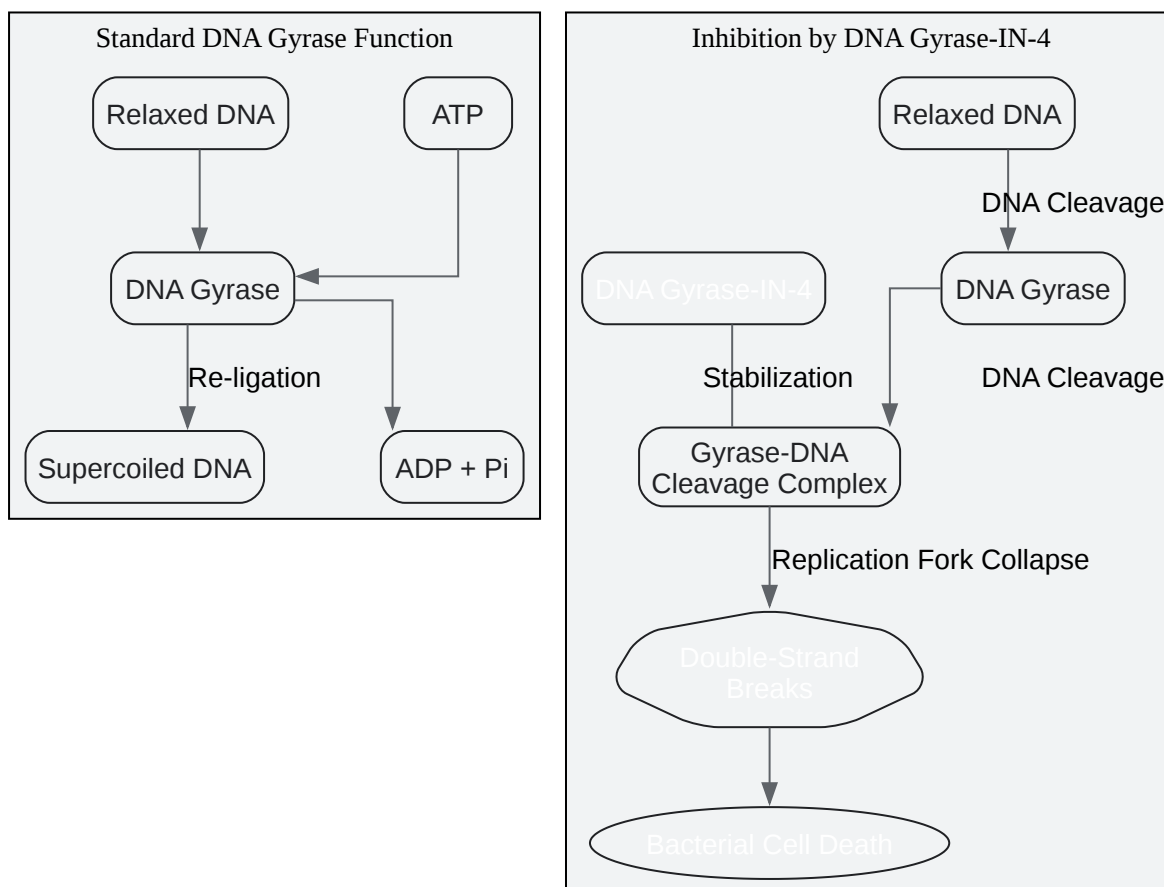 Standard DNA Gyrase Function
Relaxed DNA
ATP
DNA Gyrase
Re-ligation
Supercoiled DNA
ADP + Pi
Inhibition by DNA Gyrase-IN-4
Relaxed DNA
DNA Cleavage
DNA Gyrase-IN-4
DNA Gyrase
Stabilization
DNA Cleavage
Gyrase-DNA
Cleavage Complex
Replication Fork Collapse
Double-Strand
Breaks
Bacterial Cell Death